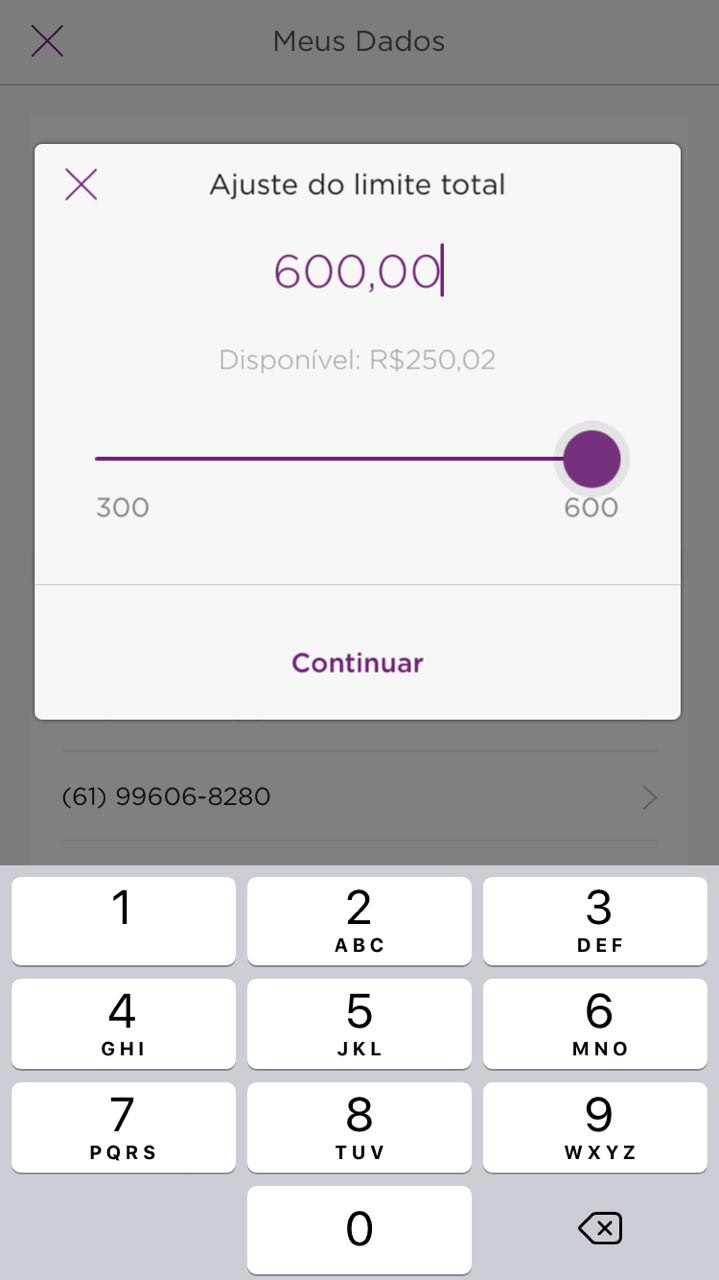 Meus Dados
Ajuste do limite total
600,00
Disponível: R$250,02
300
600
Continuar
(61) 99606-8280
1
2
ABC
3
DEF
4
GHI
5
JKL
6
MNO
7
PQRS
8
TUV
9
WXYZ
0